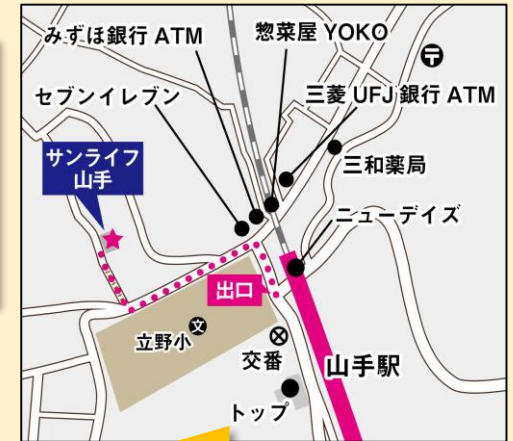 みずほ銀行 ATM
惣菜屋 YOKO
セブンイレブン
三菱 UFJ 銀行 ATM
サンライフ
山手
三和薬局
ニューデイズ
出口
文
立野小
交番
山手駅
トップ